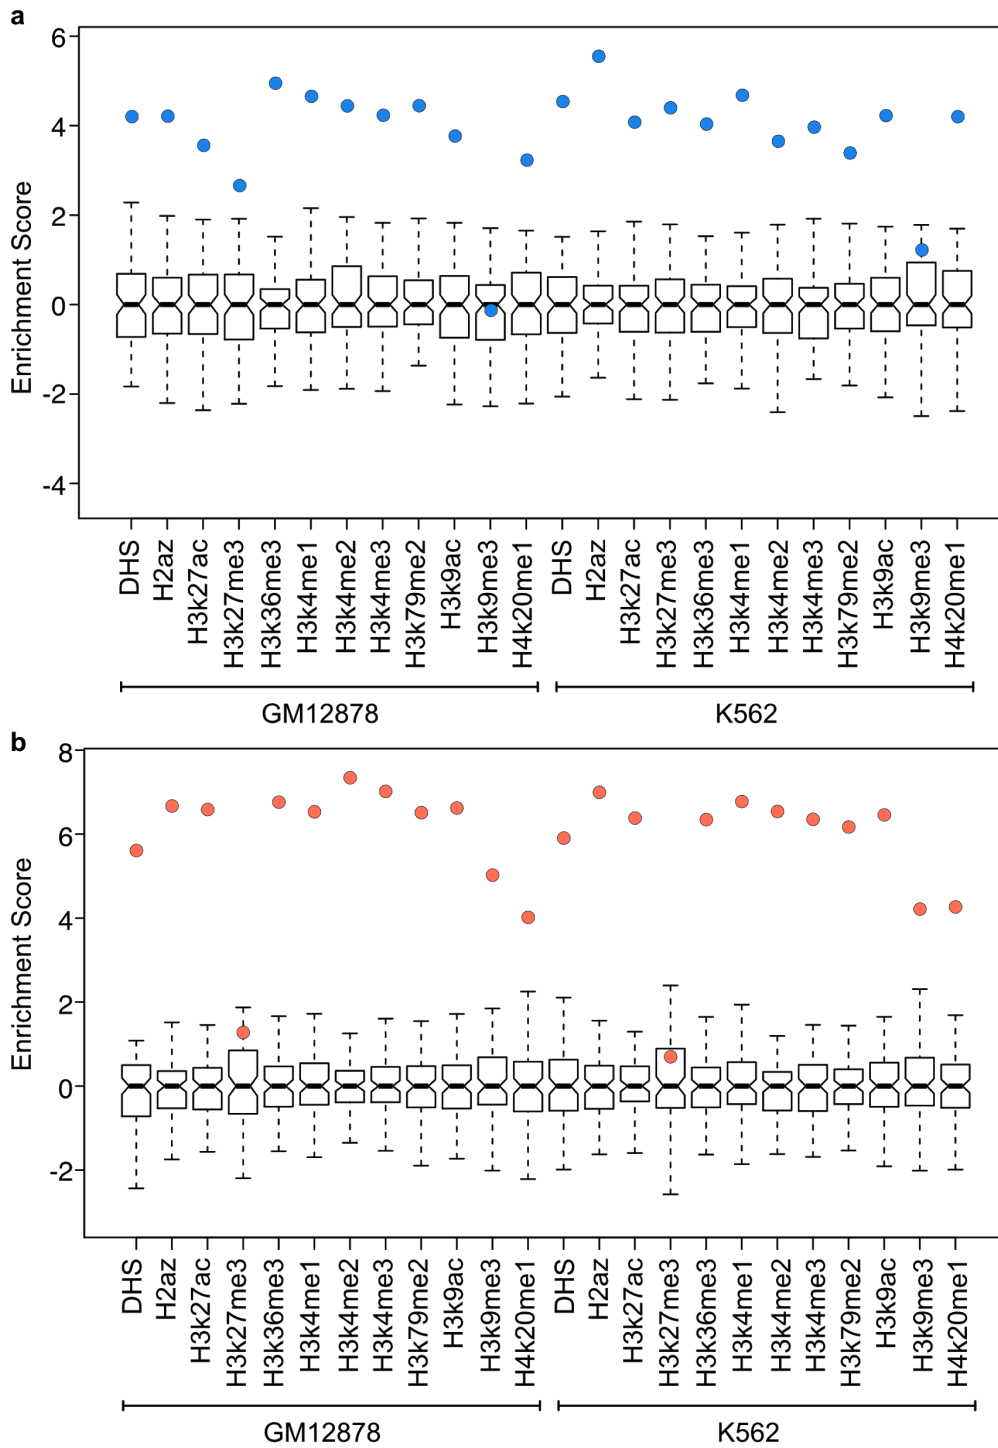 a
Enrichment Score
6
4
2
0
-2
-4
DHS
H2az
H3k27ac
H3k27me3
H3k36me3
H3k4me1
H3k4me2
H3k4me3
H3k79me2
H3k9ac
H3k9me3
H4k20me1
DHS
H2az
H3k27ac
H3k27me3
H3k36me3
H3k4me1
H3k4me2
H3k4me3
H3k79me2
H3k9ac
H3k9me3
H4k20me1
GM12878
K562
b
Enrichment Score
8
6
4
2
0
-2
DHS
H2az
H3k27ac
H3k27me3
H3k36me3
H3k4me1
H3k4me2
H3k4me3
H3k79me2
H3k9ac
H3k9me3
H4k20me1
DHS
H2az
H3k27ac
H3k27me3
H3k36me3
H3k4me1
H3k4me2
H3k4me3
H3k79me2
H3k9ac
H3k9me3
H4k20me1
GM12878
K562